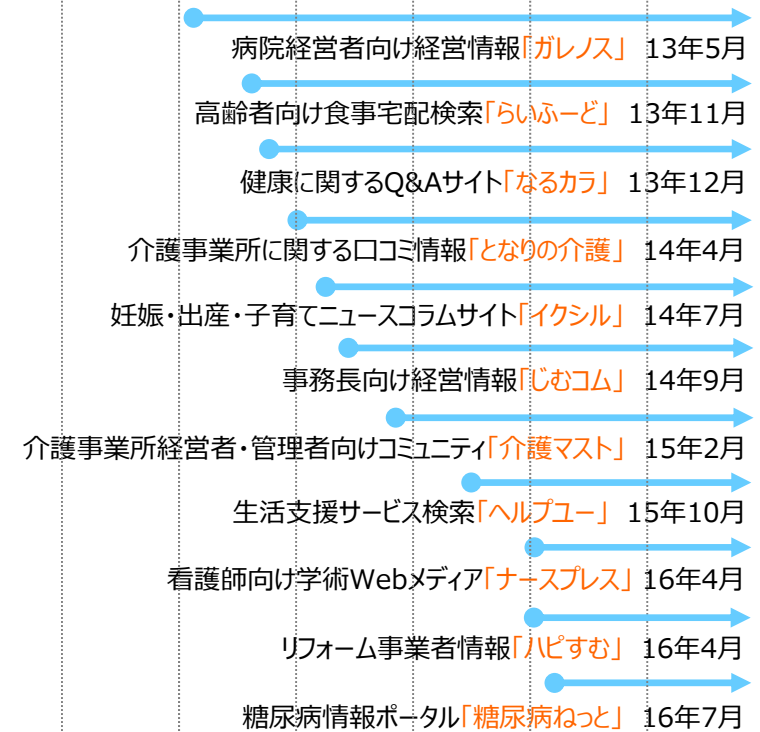 病院経営者向け経営情報「ガレノス」 13年5月
高齢者向け食事宅配検索「らいふーど」 13年11月
健康に関するQ&Aサイト「なるカラ」 13年12月
介護事業所に関する口コミ情報「となりの介護」 14年4月
妊娠・出産・子育てニュースコラムサイト「イクシル」 14年7月
事務長向け経営情報「じむコム」 14年9月
介護事業所経営者・管理者向けコミュニティ「介護マスト」 15年2月
生活支援サービス検索「ヘルプユー」 15年10月
看護師向け学術Webメディア「ナースプレス」 16年4月
リフォーム事業者情報「ハピすむ」 16年4月
糖尿病情報ポータル「糖尿病ねっと」 16年7月